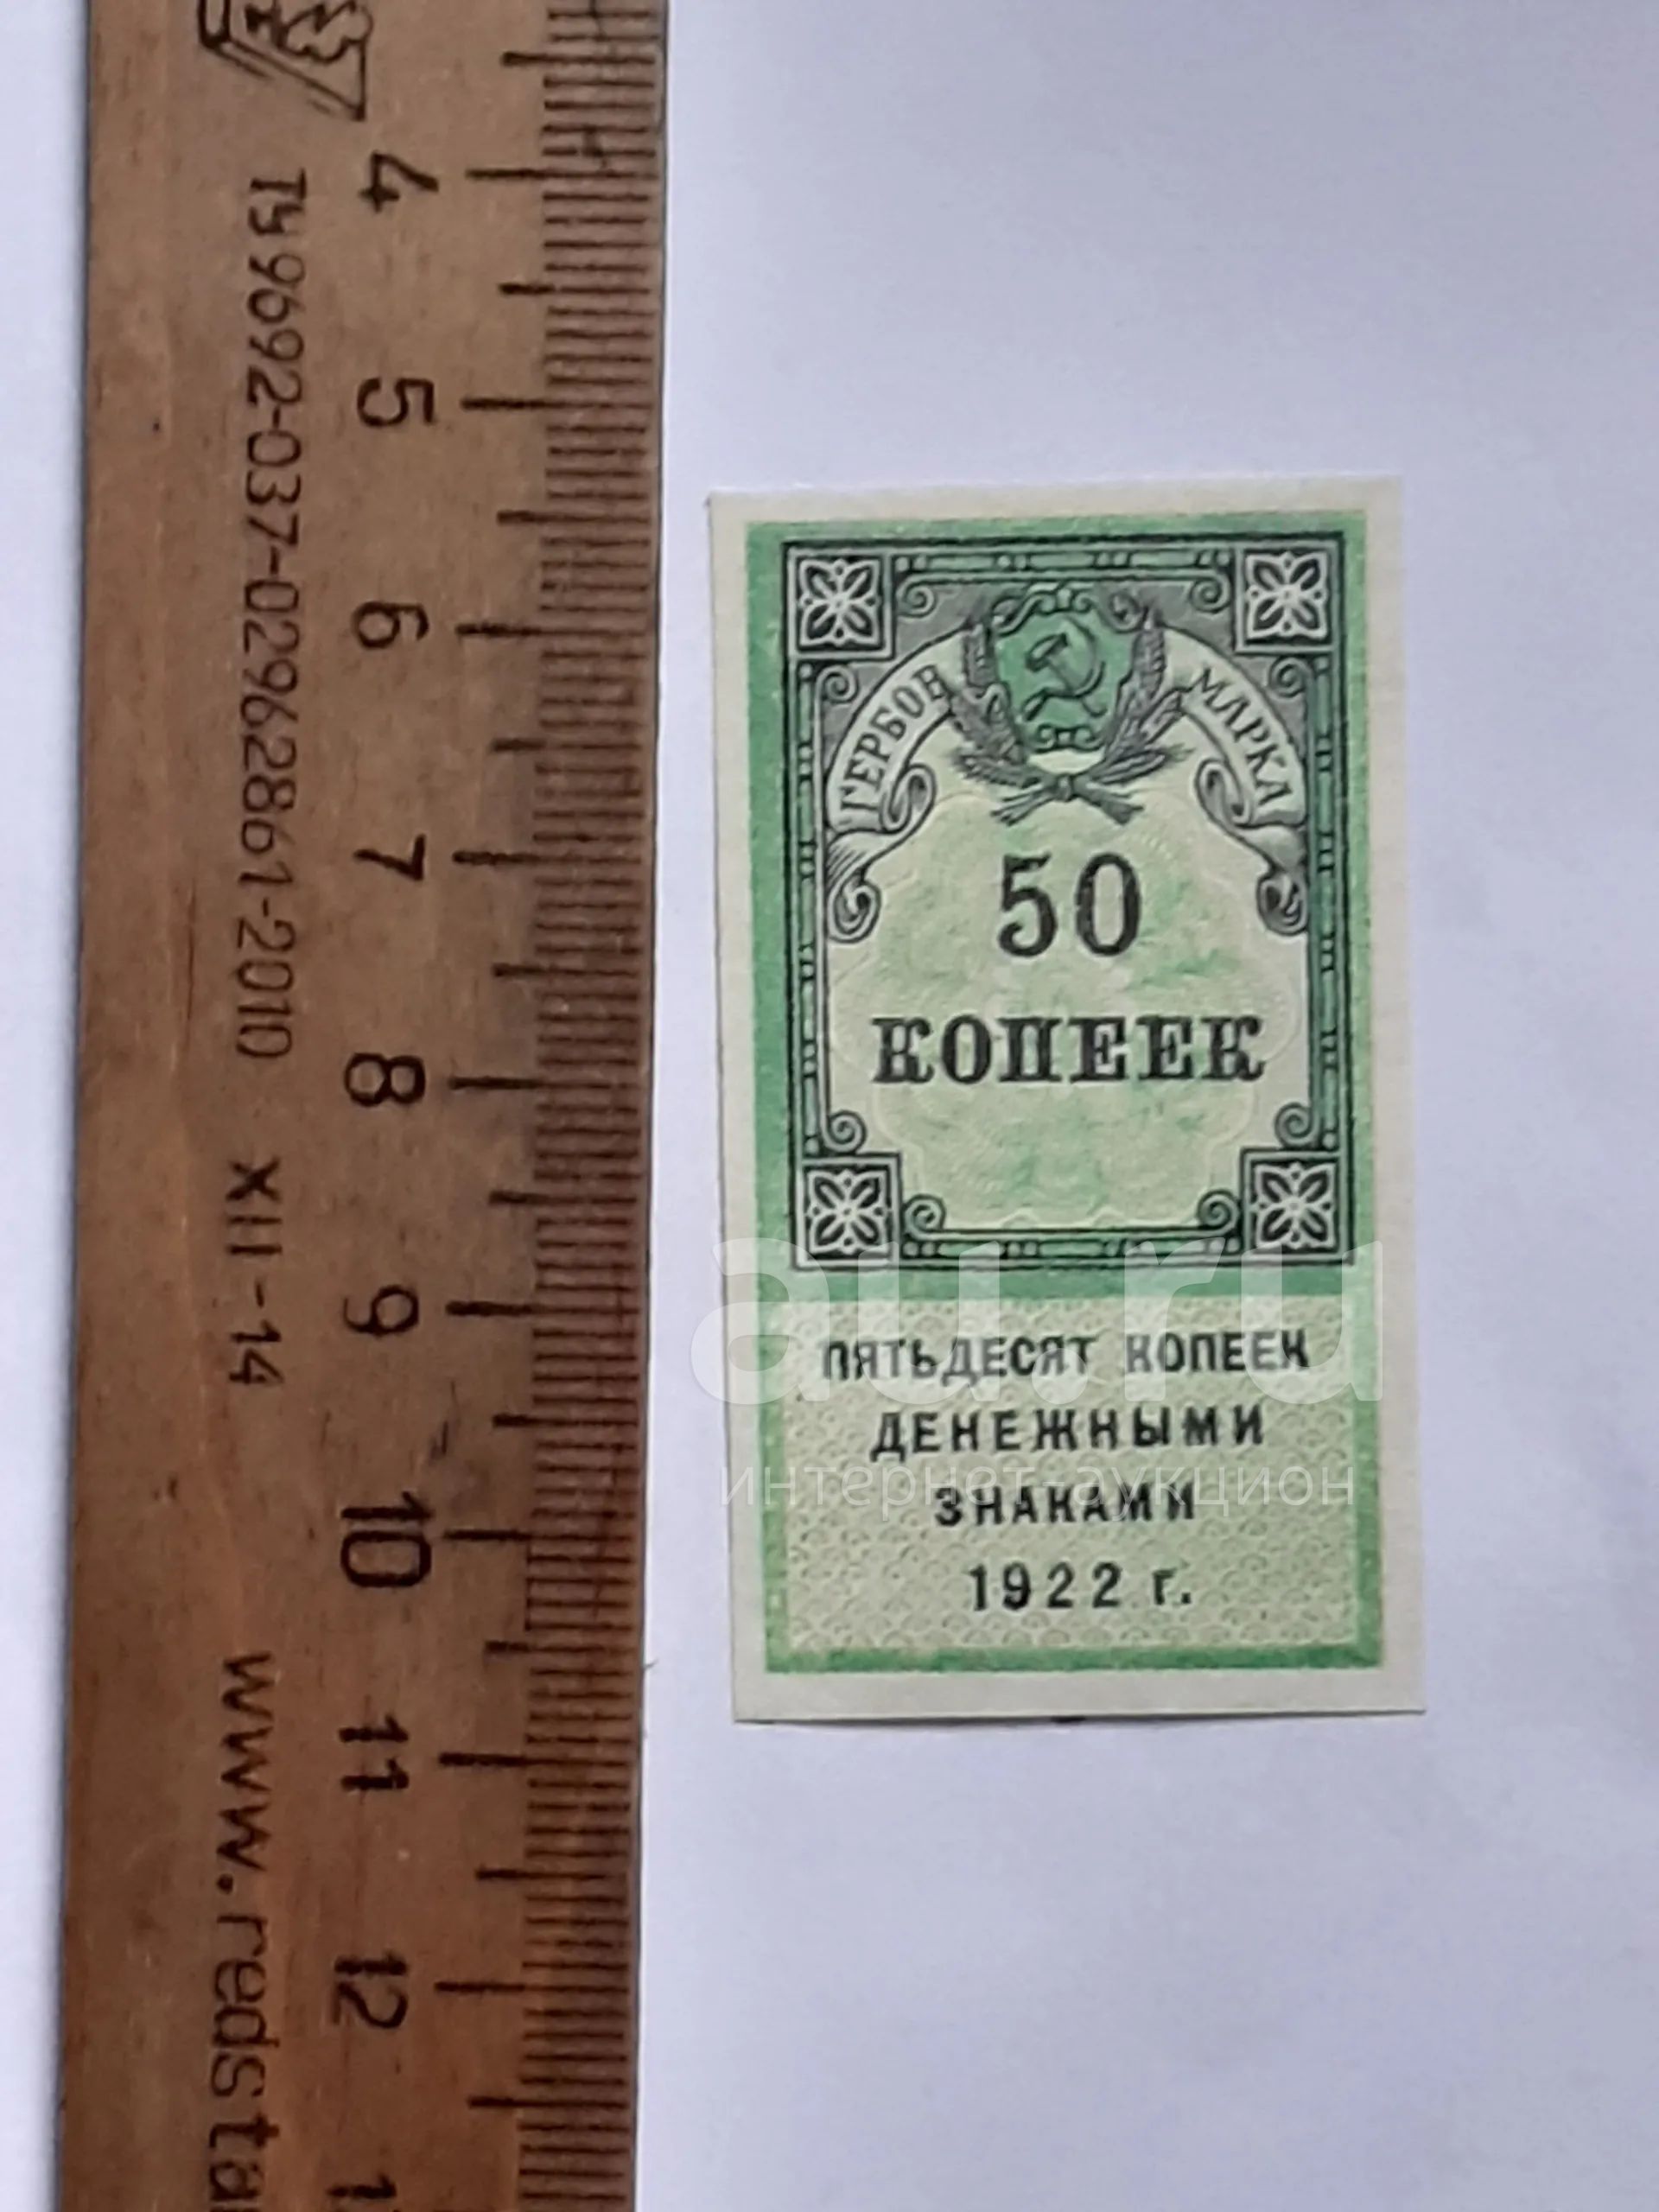 4
5
6
7
8
9
10
11
12
ТУ9692-037-02962861-2010 XII-14
www.redsta
ГЕРБОВ МАРКА
50
КОПЕЕК
ПЯТЬДЕСЯТ КОПЕЕК
ДЕНЕЖНЫМИ
ЗНАКАМИ
1922 г.
au.ru
интернет-аукцион